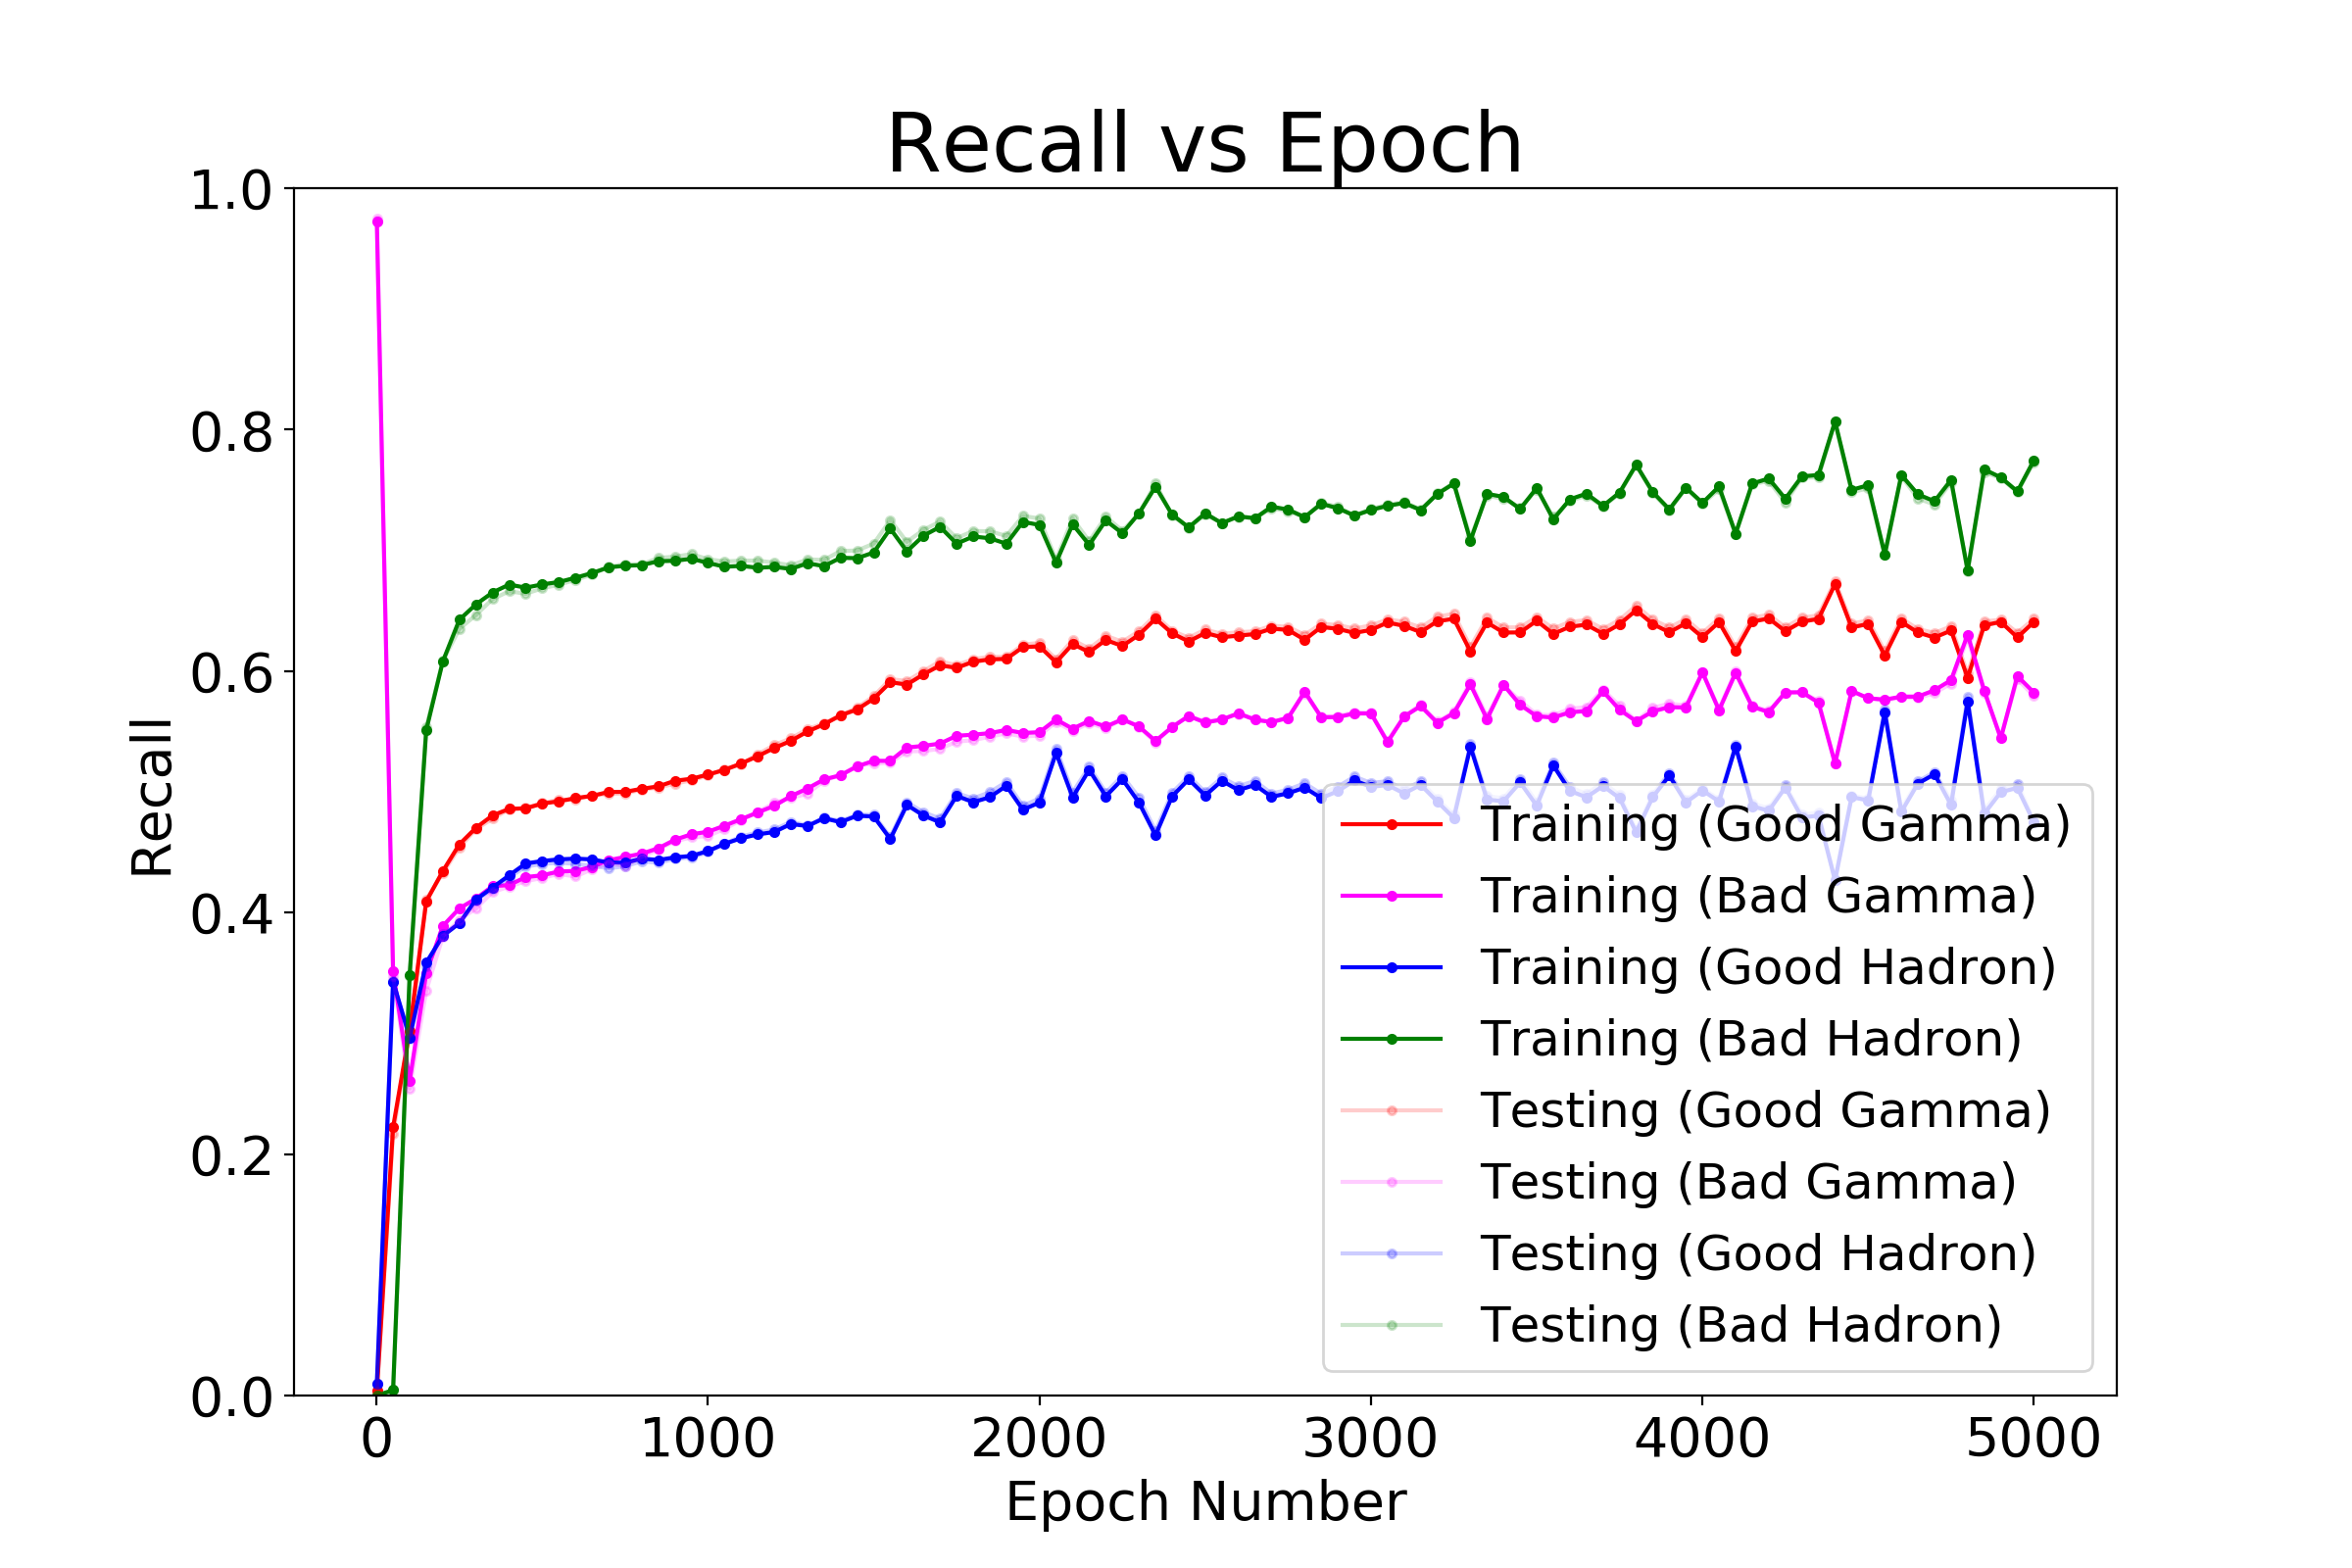 Recall vs Epoch
1.0
0.8
0.6
0.4
0.2
0.0
Recall
Training (Good Gamma)
Training (Bad Gamma)
Training (Good Hadron)
Training (Bad Hadron)
Testing (Good Gamma)
Testing (Bad Gamma)
Testing (Good Hadron)
Testing (Bad Hadron)
0 1000 2000 3000 4000 5000
Epoch Number